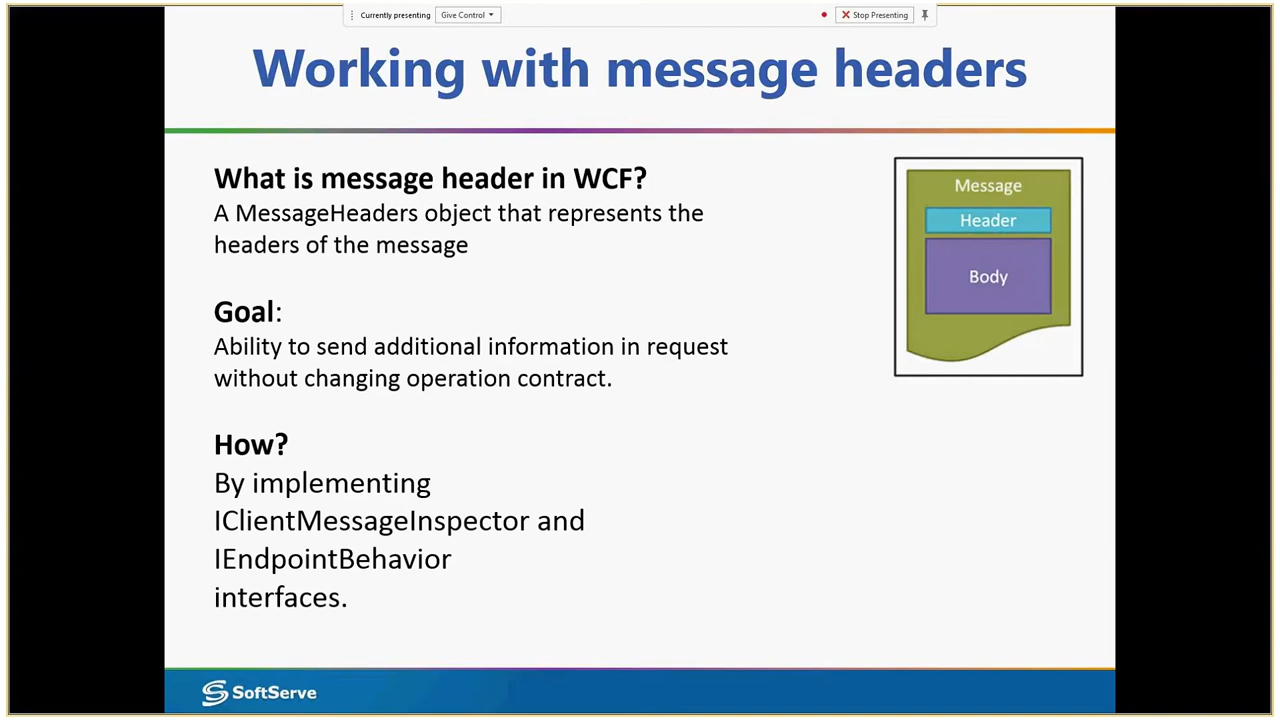 Currently presenting
Give Control
Stop Presenting
Working with message headers
What is message header in WCF?
A MessageHeaders object that represents the
headers of the message
Goal:
Ability to send additional information in request
without changing operation contract.
How?
By implementing
IClientMessageInspector and
IEndpointBehavior
interfaces.
Message
Header
Body
SoftServe